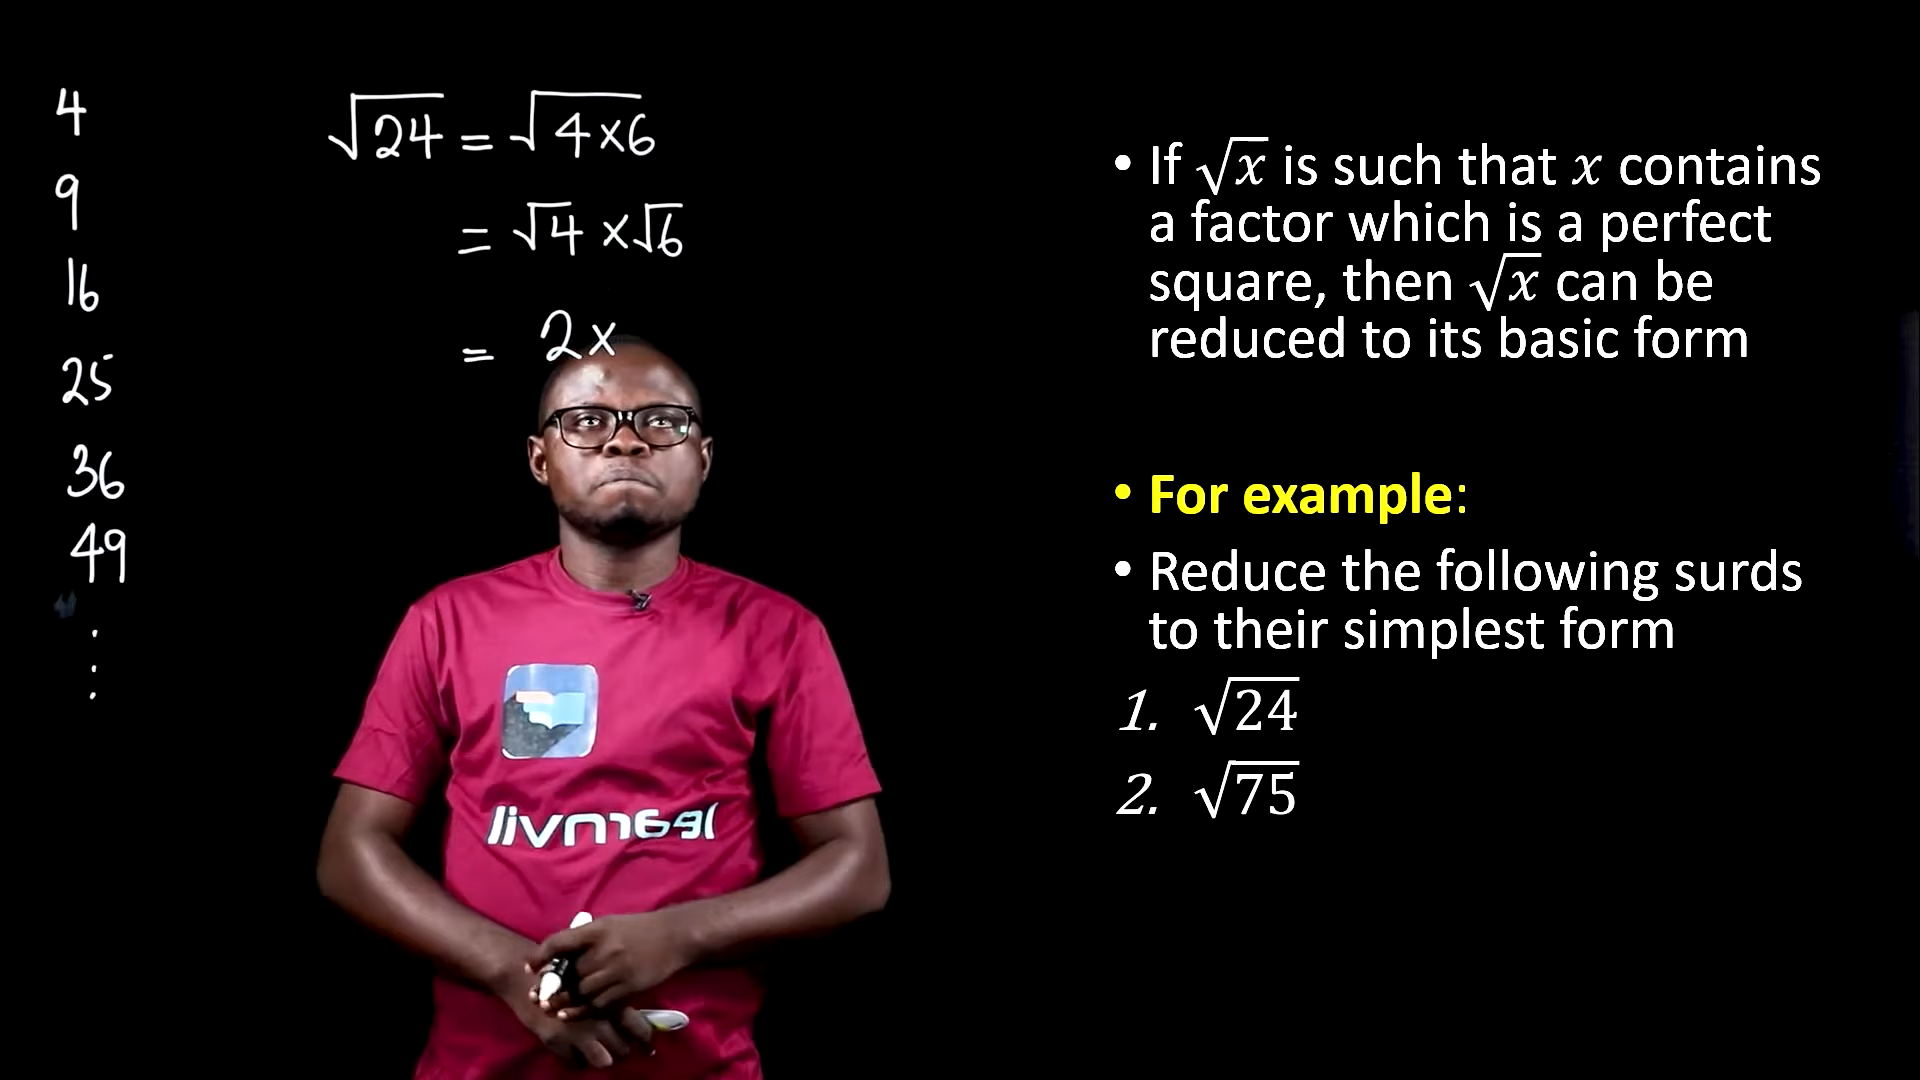 4
9
16
25
36
49
:
:
√24 = √4×6
= √4 ×√6
= 2×
• If √x is such that x contains
a factor which is a perfect
square, then √x can be
reduced to its basic form
• For example:
• Reduce the following surds
to their simplest form
1. √24
2. √75